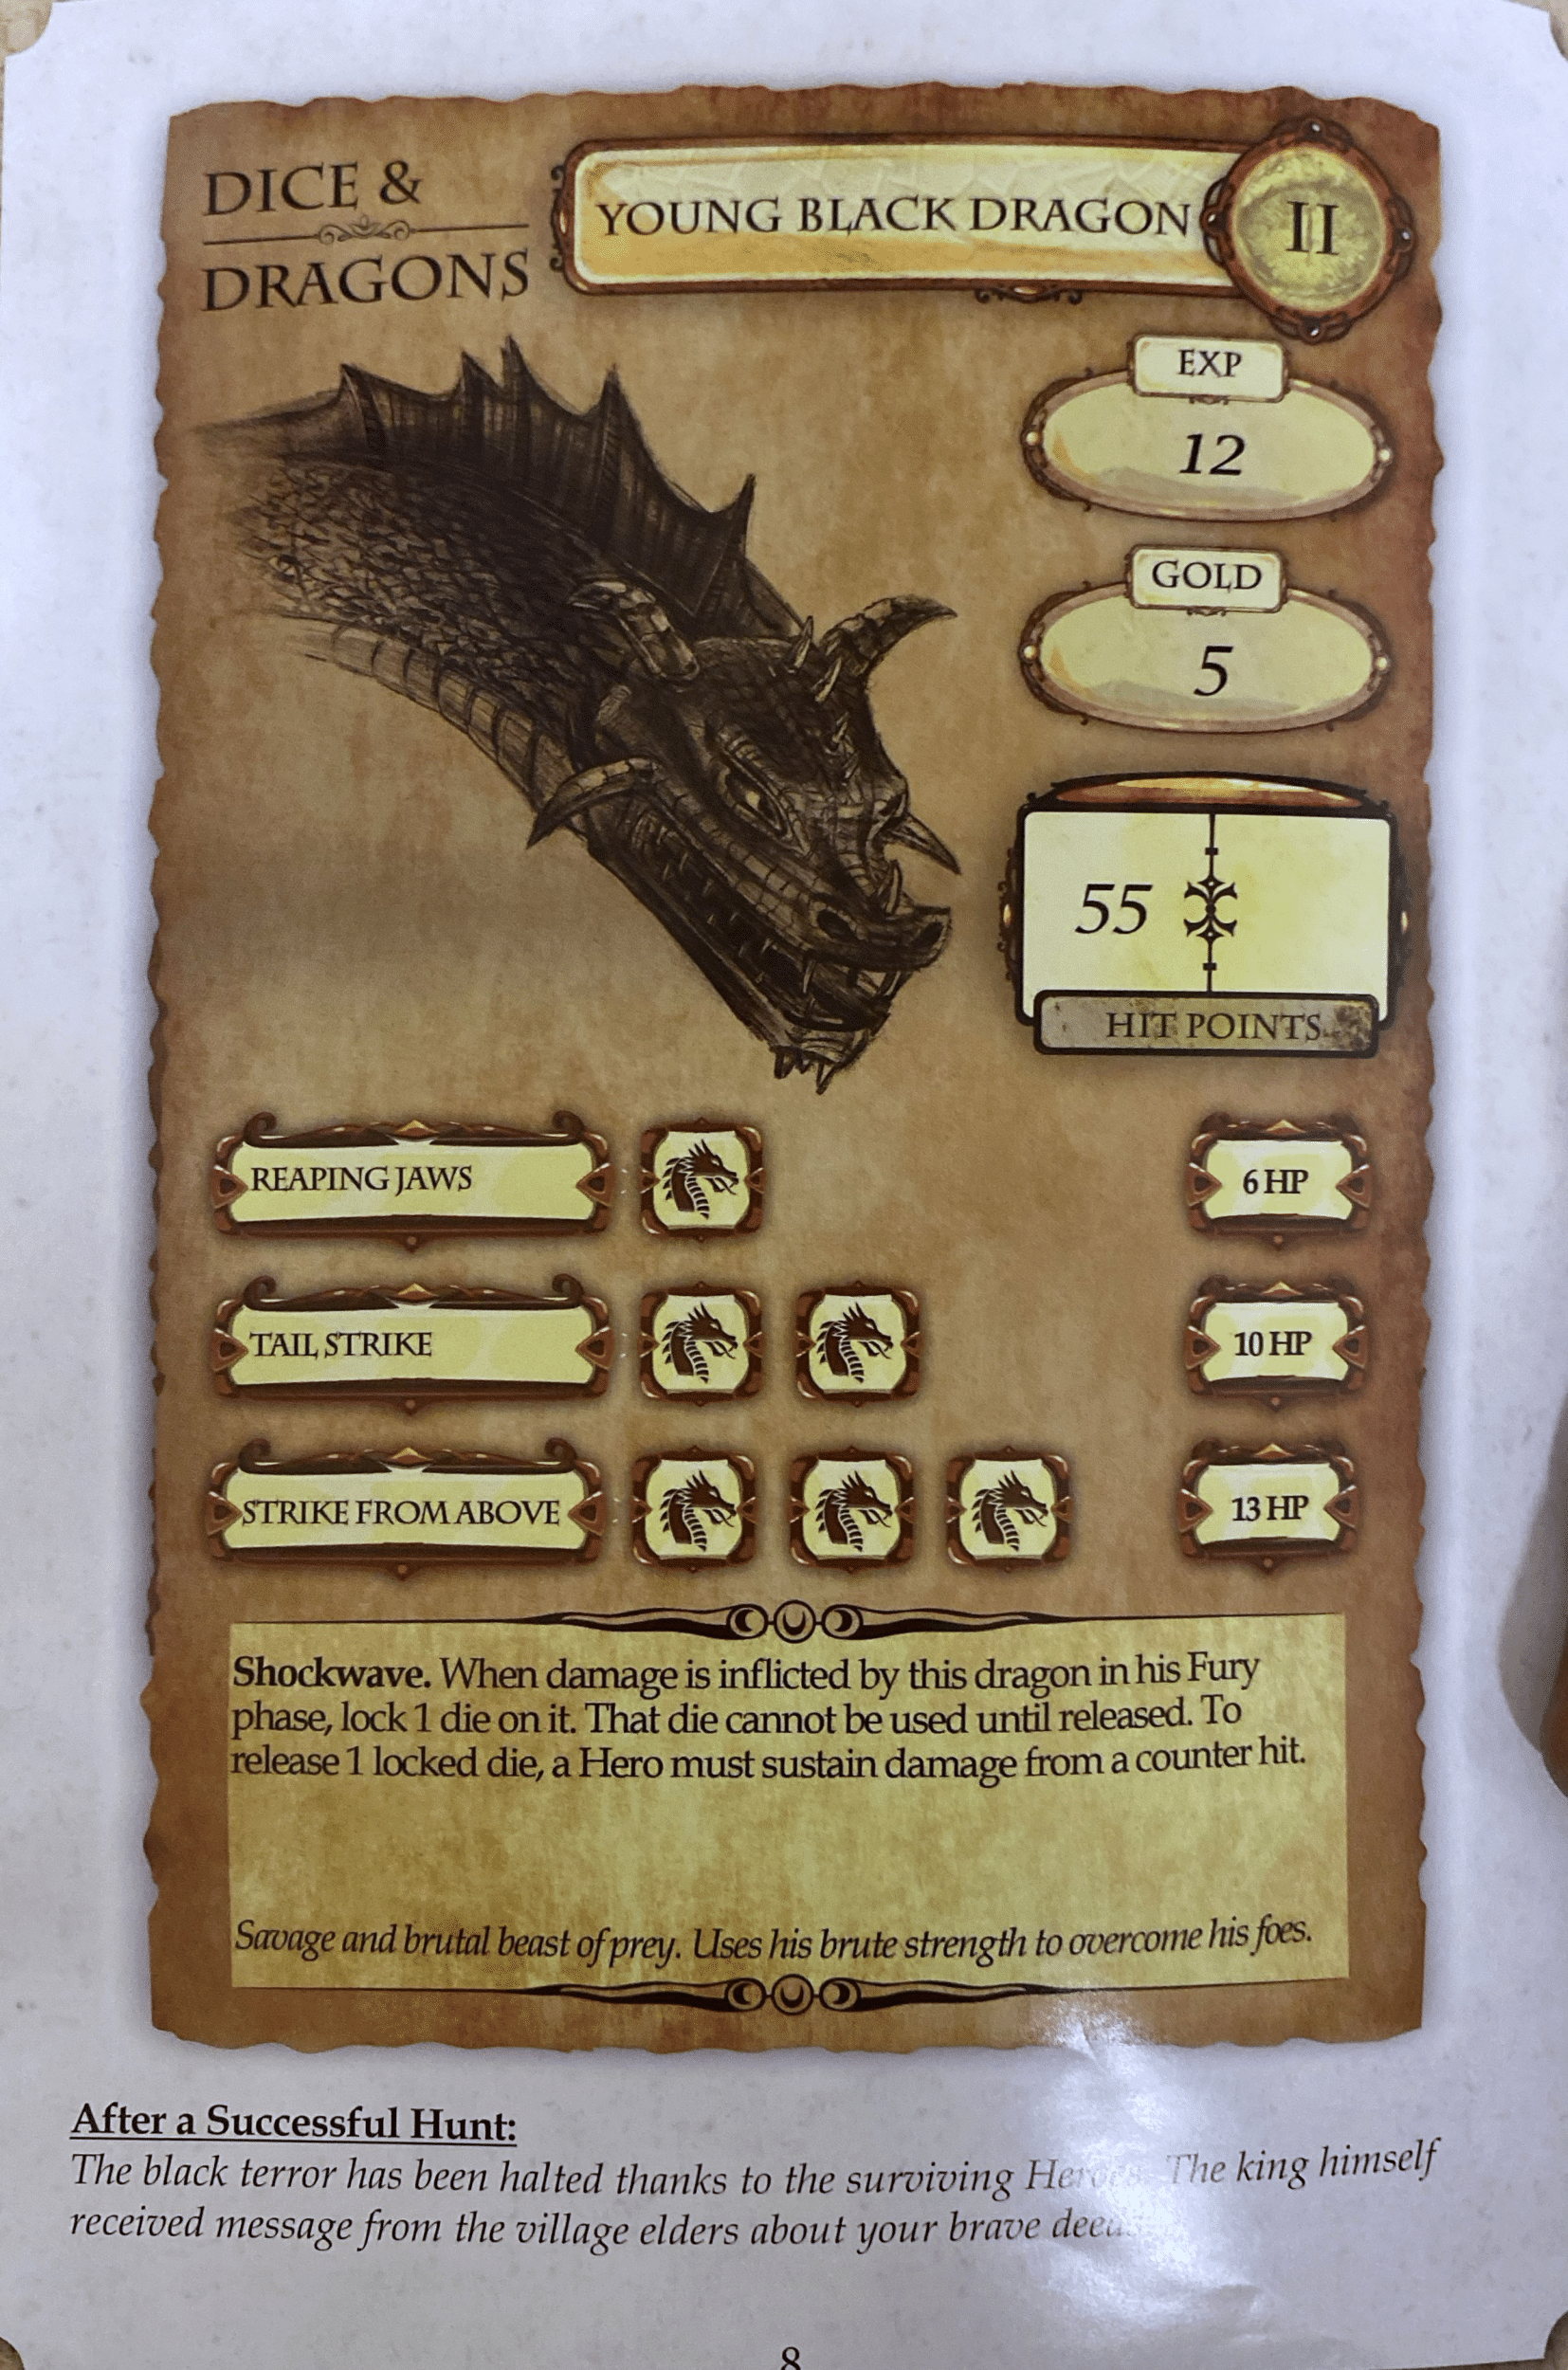 DICE &
DRAGONS
YOUNG BLACK DRAGON
II
EXP
12
GOLD
5
55
HIT POINTS
REAPING JAWS
6 HP
TAIL STRIKE
10 HP
STRIKE FROM ABOVE
13 HP
Shockwave. When damage is inflicted by this dragon in his Fury
phase, lock 1 die on it. That die cannot be used until released. To
release 1 locked die, a Hero must sustain damage from a counter hit.
Savage and brutal beast of prey. Uses his brute strength to overcome his foes.
After a Successful Hunt:
The black terror has been halted thanks to the surviving Heroes. The king himself
received message from the village elders about your brave
8